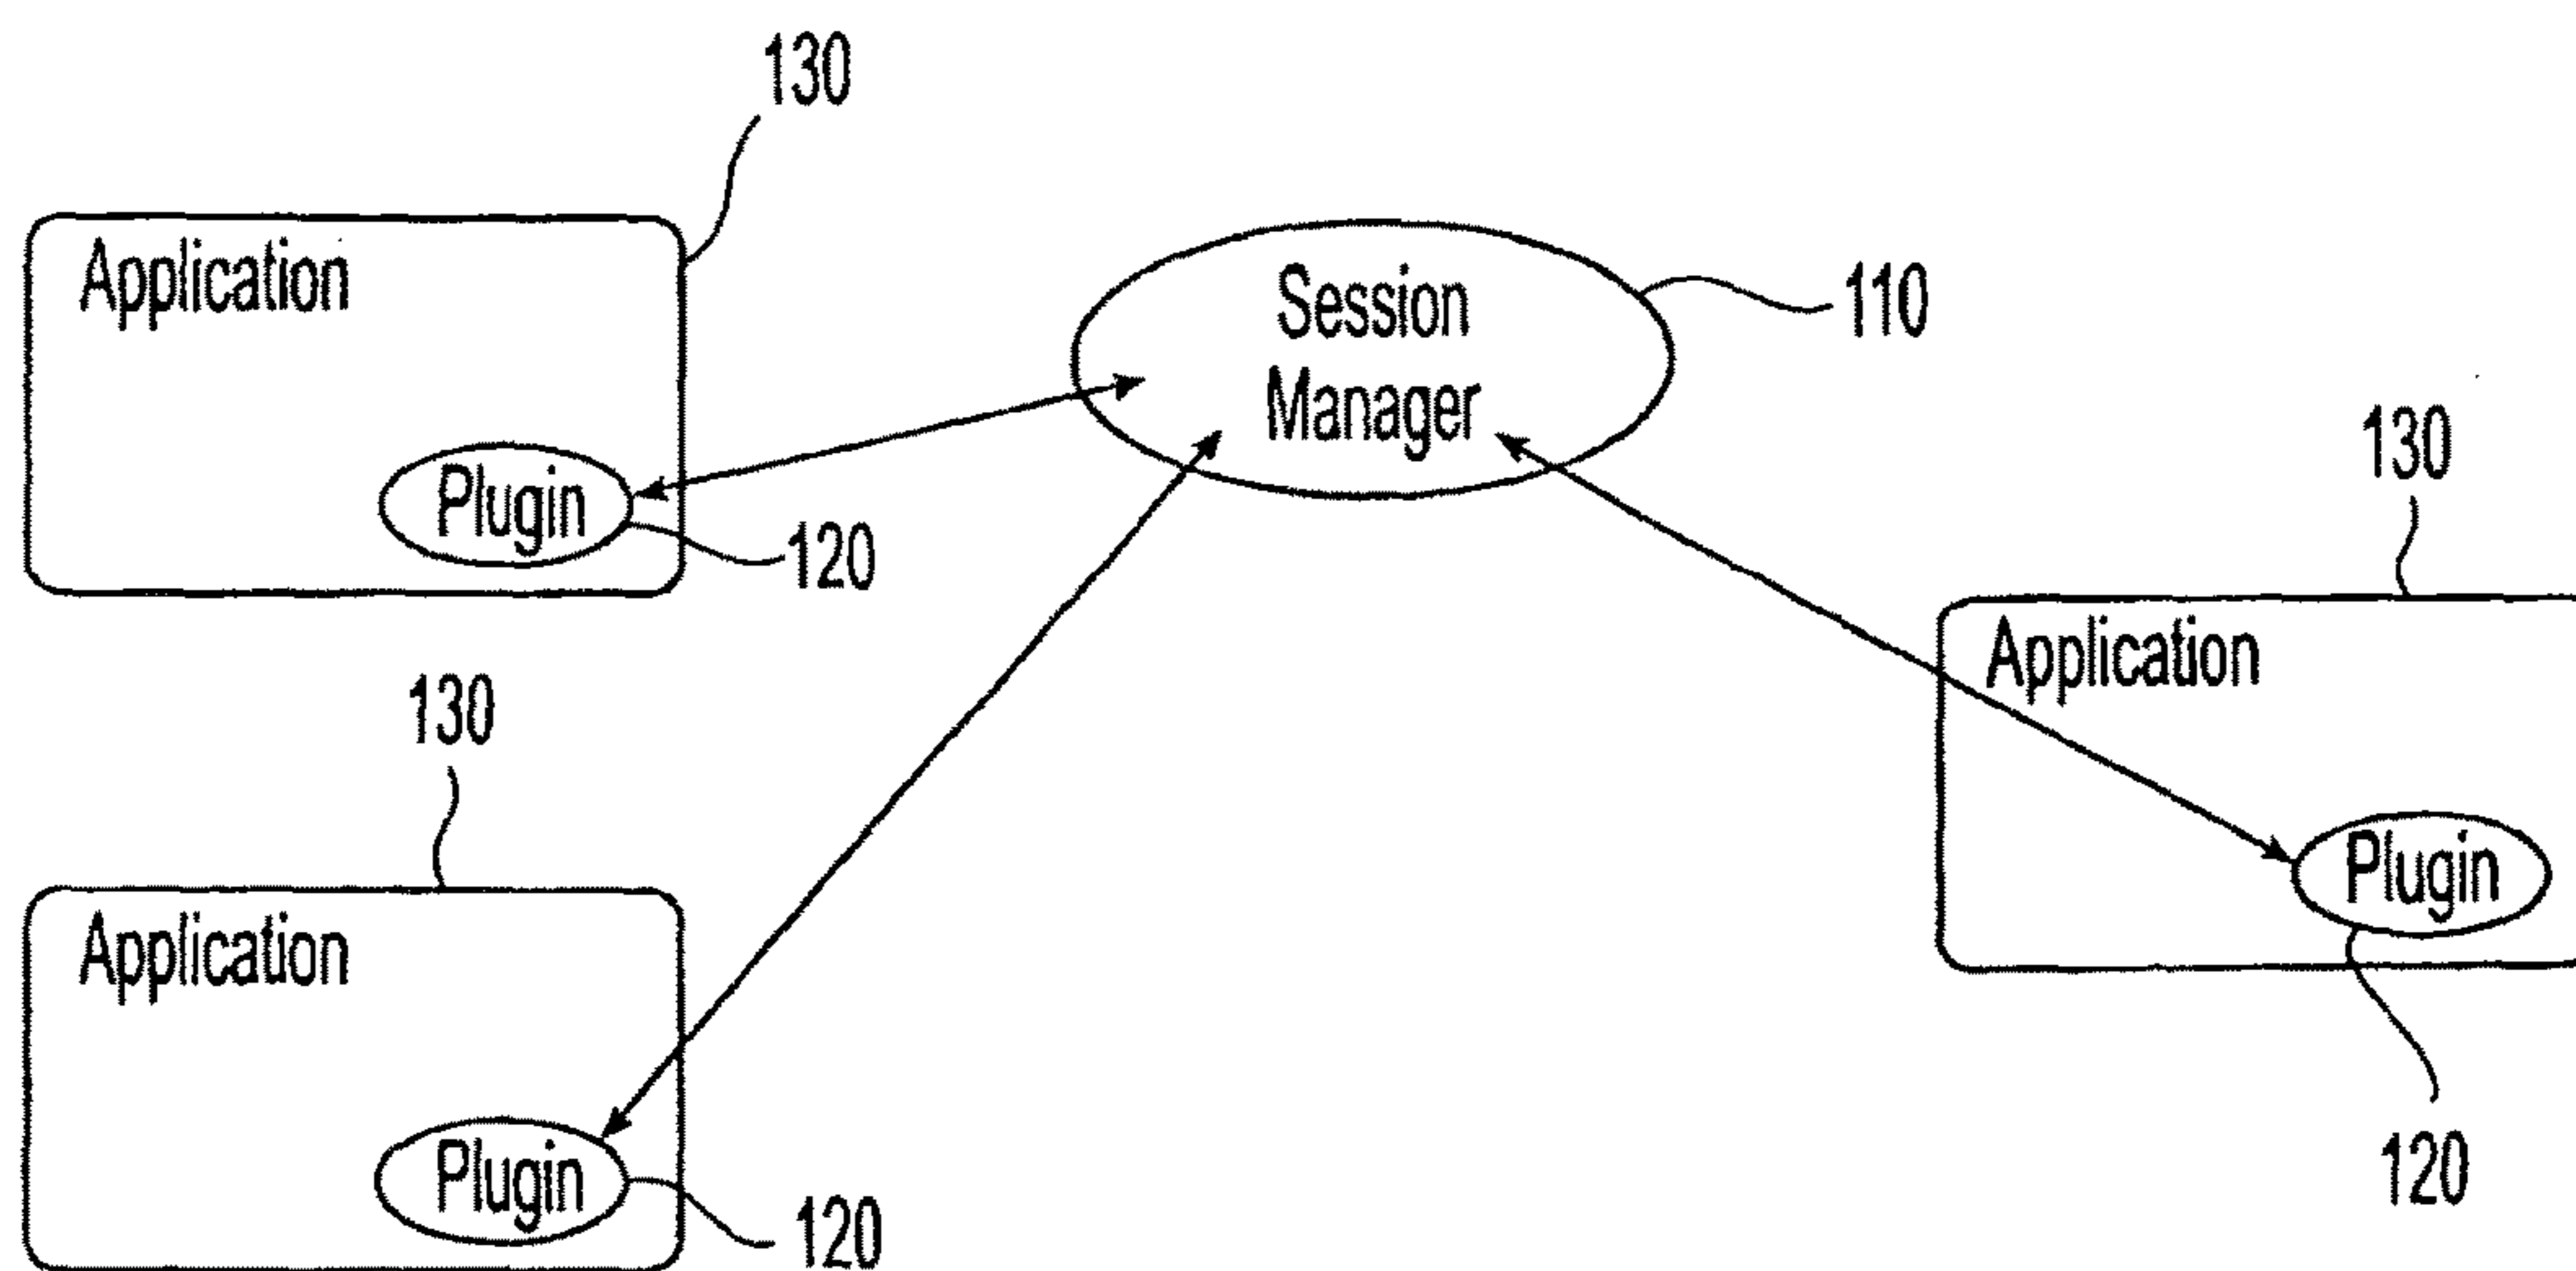 130
Application
Session
Manager
110
Plugin
120
130
Application
130
Application
Plugin
120
Plugin
120